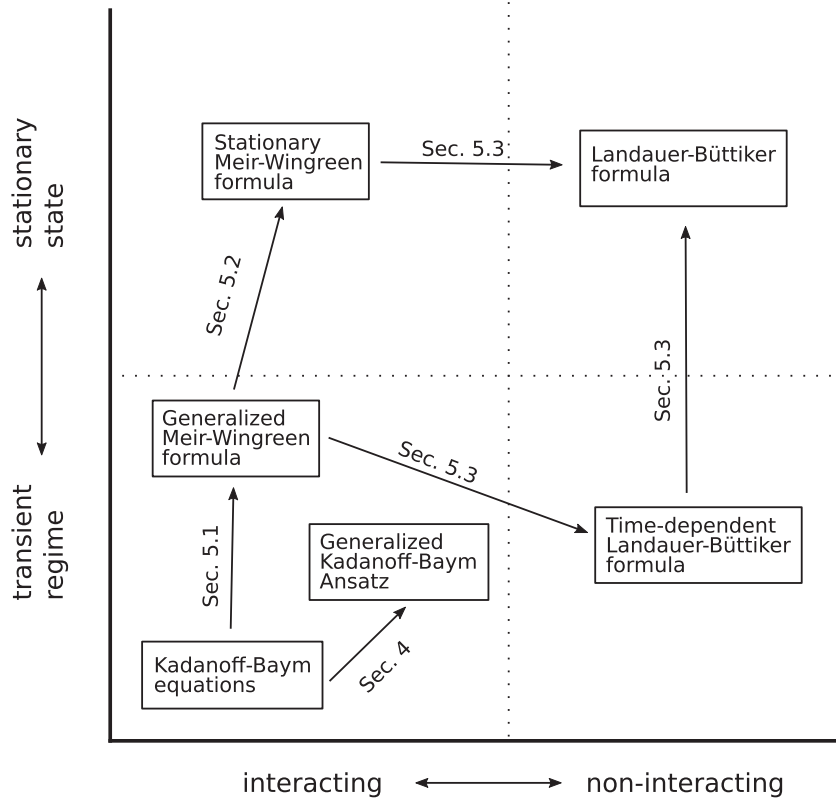 stationary
state
transient
regime
Stationary
Meir-Wingreen
formula
Sec. 5.3
Landauer-Büttiker
formula
Sec. 5.2
Sec. 5.3
Generalized
Meir-Wingreen
formula
Sec. 5.3
Sec. 5.1
Generalized
Kadanoff-Baym
Ansatz
Time-dependent
Landauer-Büttiker
formula
Kadanoff-Baym
equations
Sec. 4
interacting
non-interacting